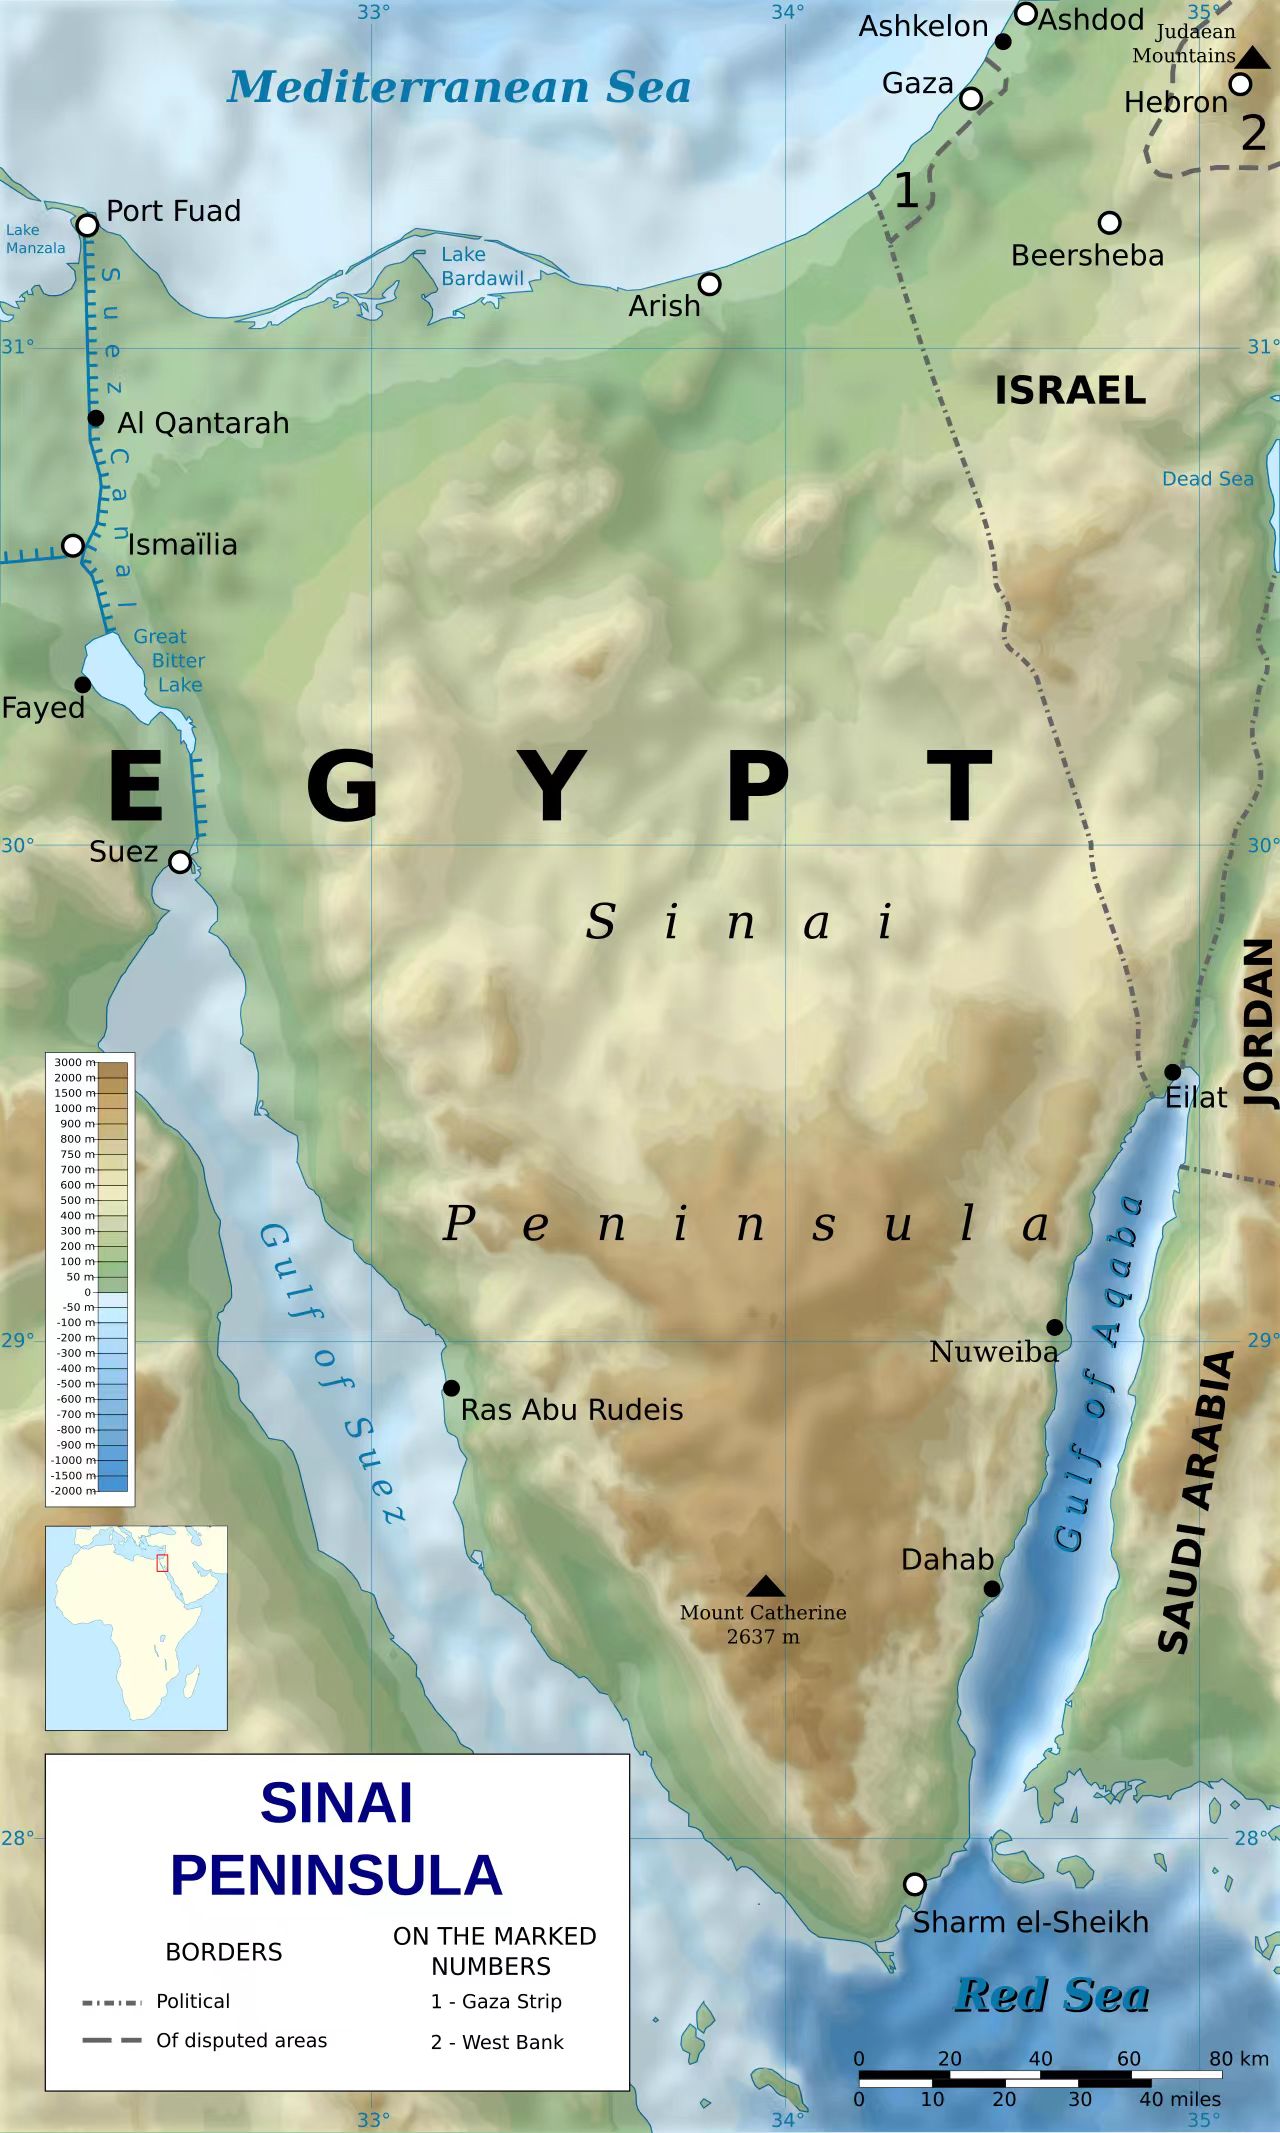 33°
34°
35°
Ashkelon
Ashdod
Judaean
Mountains
Mediterranean Sea
Gaza
Hebron
2
1
Port Fuad
Lake
Manzala
Suez Canal
Lake
Bardawil
Beersheba
Arish
31°
31°
ISRAEL
Al Qantarah
Dead Sea
Ismaïlia
Great
Bitter
Lake
Fayed
EGYPT
30°
30°
Suez
Sinai
JORDAN
Eilat
3000 m
2000 m
1500 m
1000 m
900 m
800 m
750 m
700 m
600 m
500 m
400 m
300 m
200 m
100 m
50 m
0
-50 m
-100 m
-200 m
-300 m
-400 m
-500 m
-600 m
-700 m
-800 m
-900 m
-1000 m
-1500 m
-2000 m
Peninsula
Gulf of Suez
Gulf of Aqaba
29°
29°
Nuweiba
Ras Abu Rudeis
SAUDI ARABIA
Dahab
Mount Catherine
2637 m
28°
28°
SINAI
PENINSULA
BORDERS
Political
Of disputed areas
ON THE MARKED
NUMBERS
1 - Gaza Strip
2 - West Bank
Sharm el-Sheikh
Red Sea
0 20 40 60 80 km
0 10 20 30 40 miles
33°
34°
35°